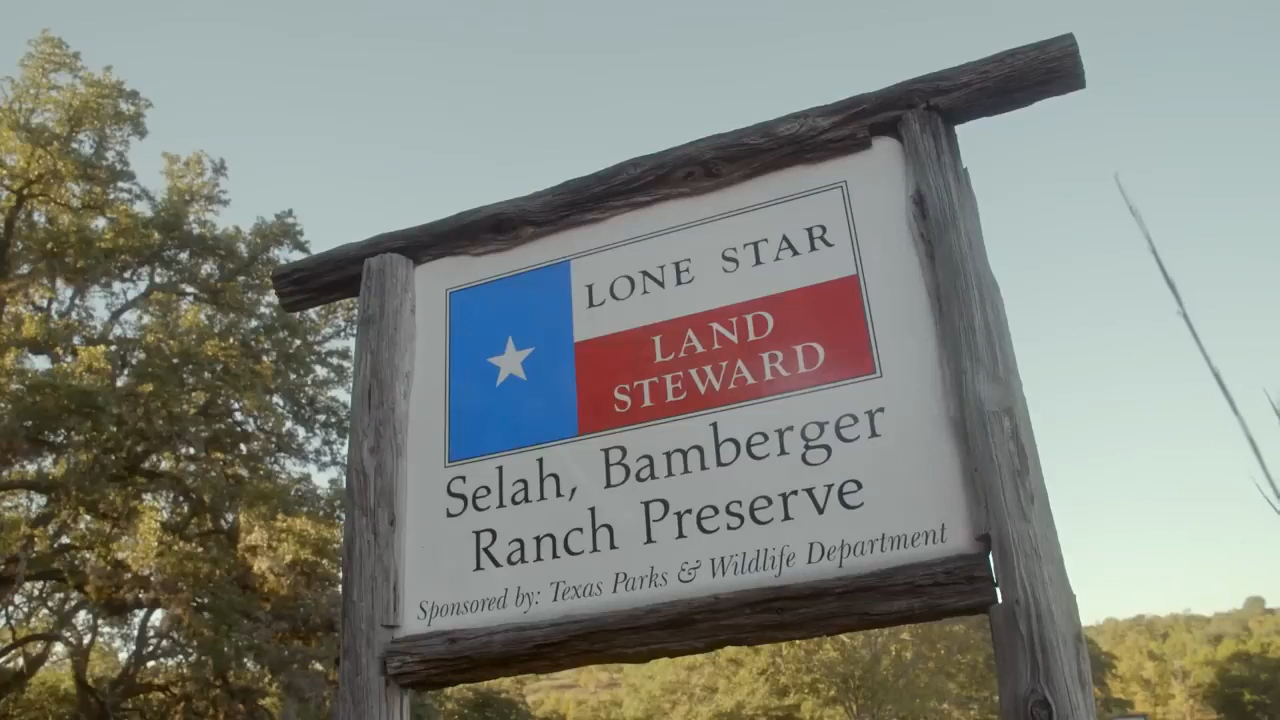 LONE STAR
LAND
STEWARD
Selah, Bamberger
Ranch Preserve
Sponsored by: Texas Parks & Wildlife Department